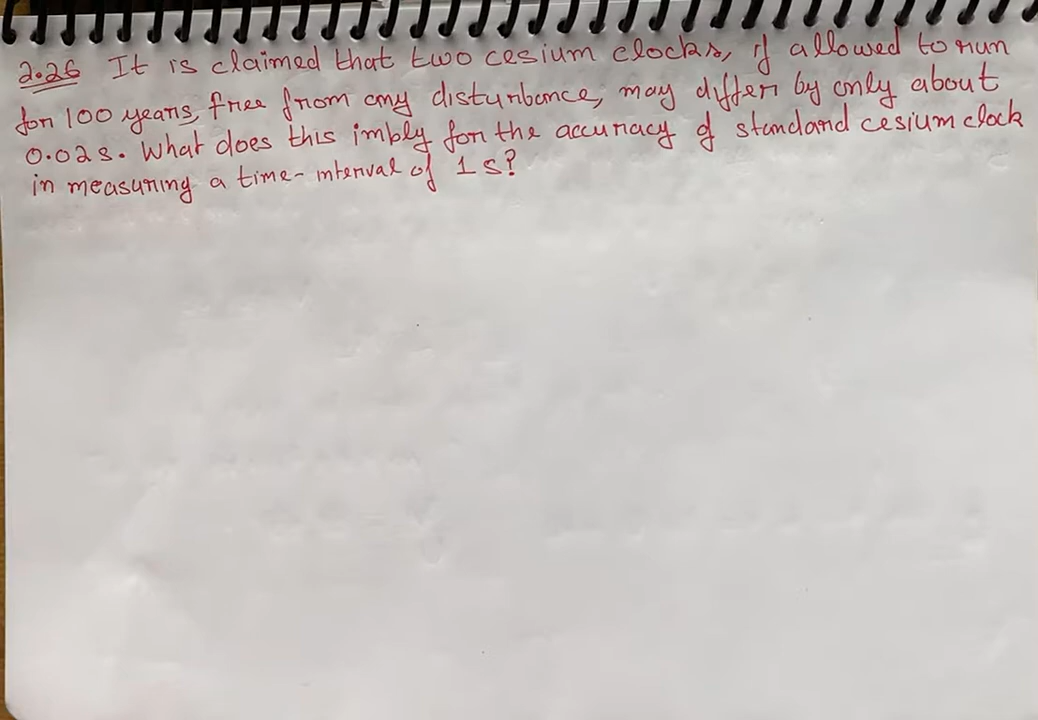 2.26 It is claimed that two cesium clocks, if allowed to run
for 100 years, free from any disturbance, may differ by only about
0.02 s. What does this imbly for the accuracy of standard cesium clock
in measuring a time-interval of 1 s?